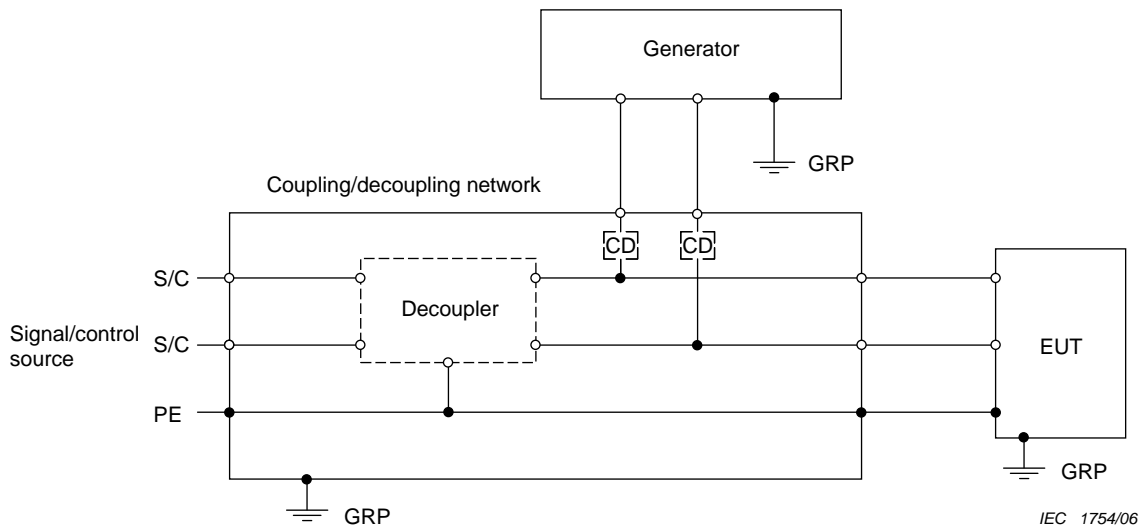 Generator
GRP
Coupling/decoupling network
CD CD
S/C
Decoupler
Signal/control
source
S/C
EUT
PE
GRP
GRP
IEC 1754/06